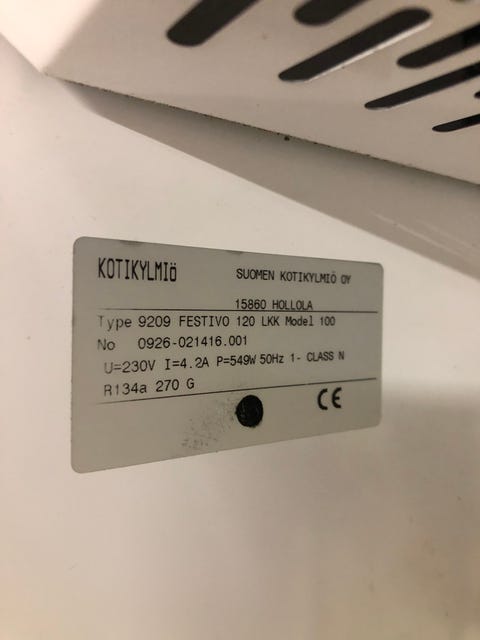 KOTIKYLMIÖ
SUOMEN KOTIKYLMIÖ OY
15860 HOLLOLA
Type 9209 FESTIVO 120 LKK Model 100
No 0926-021416.001
U=230V I=4.2A P=549W 50Hz 1- CLASS N
R134a 270 G
CE